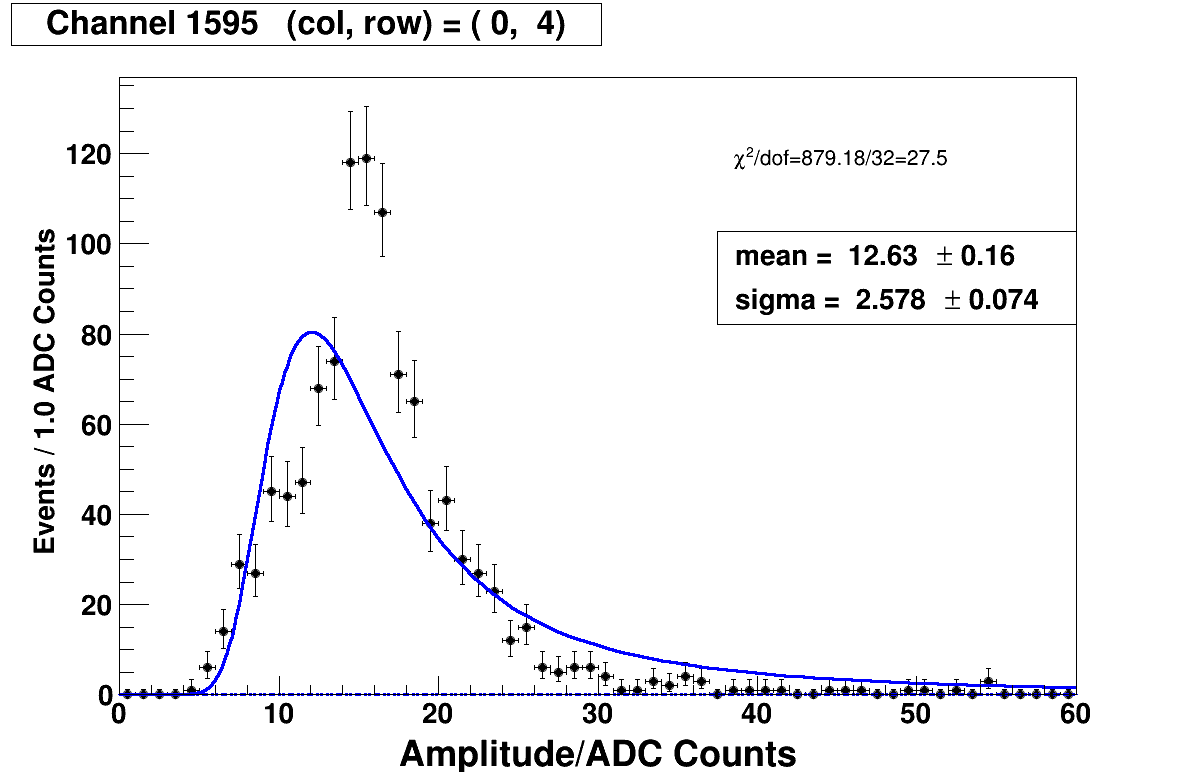 Channel 1595 (col, row) = ( 0, 4)
χ2/dof=879.18/32=27.5
mean = 12.63 ± 0.16
sigma = 2.578 ± 0.074
Events / 1.0 ADC Counts
120
100
80
60
40
20
0
0 10 20 30 40 50 60
Amplitude/ADC Counts